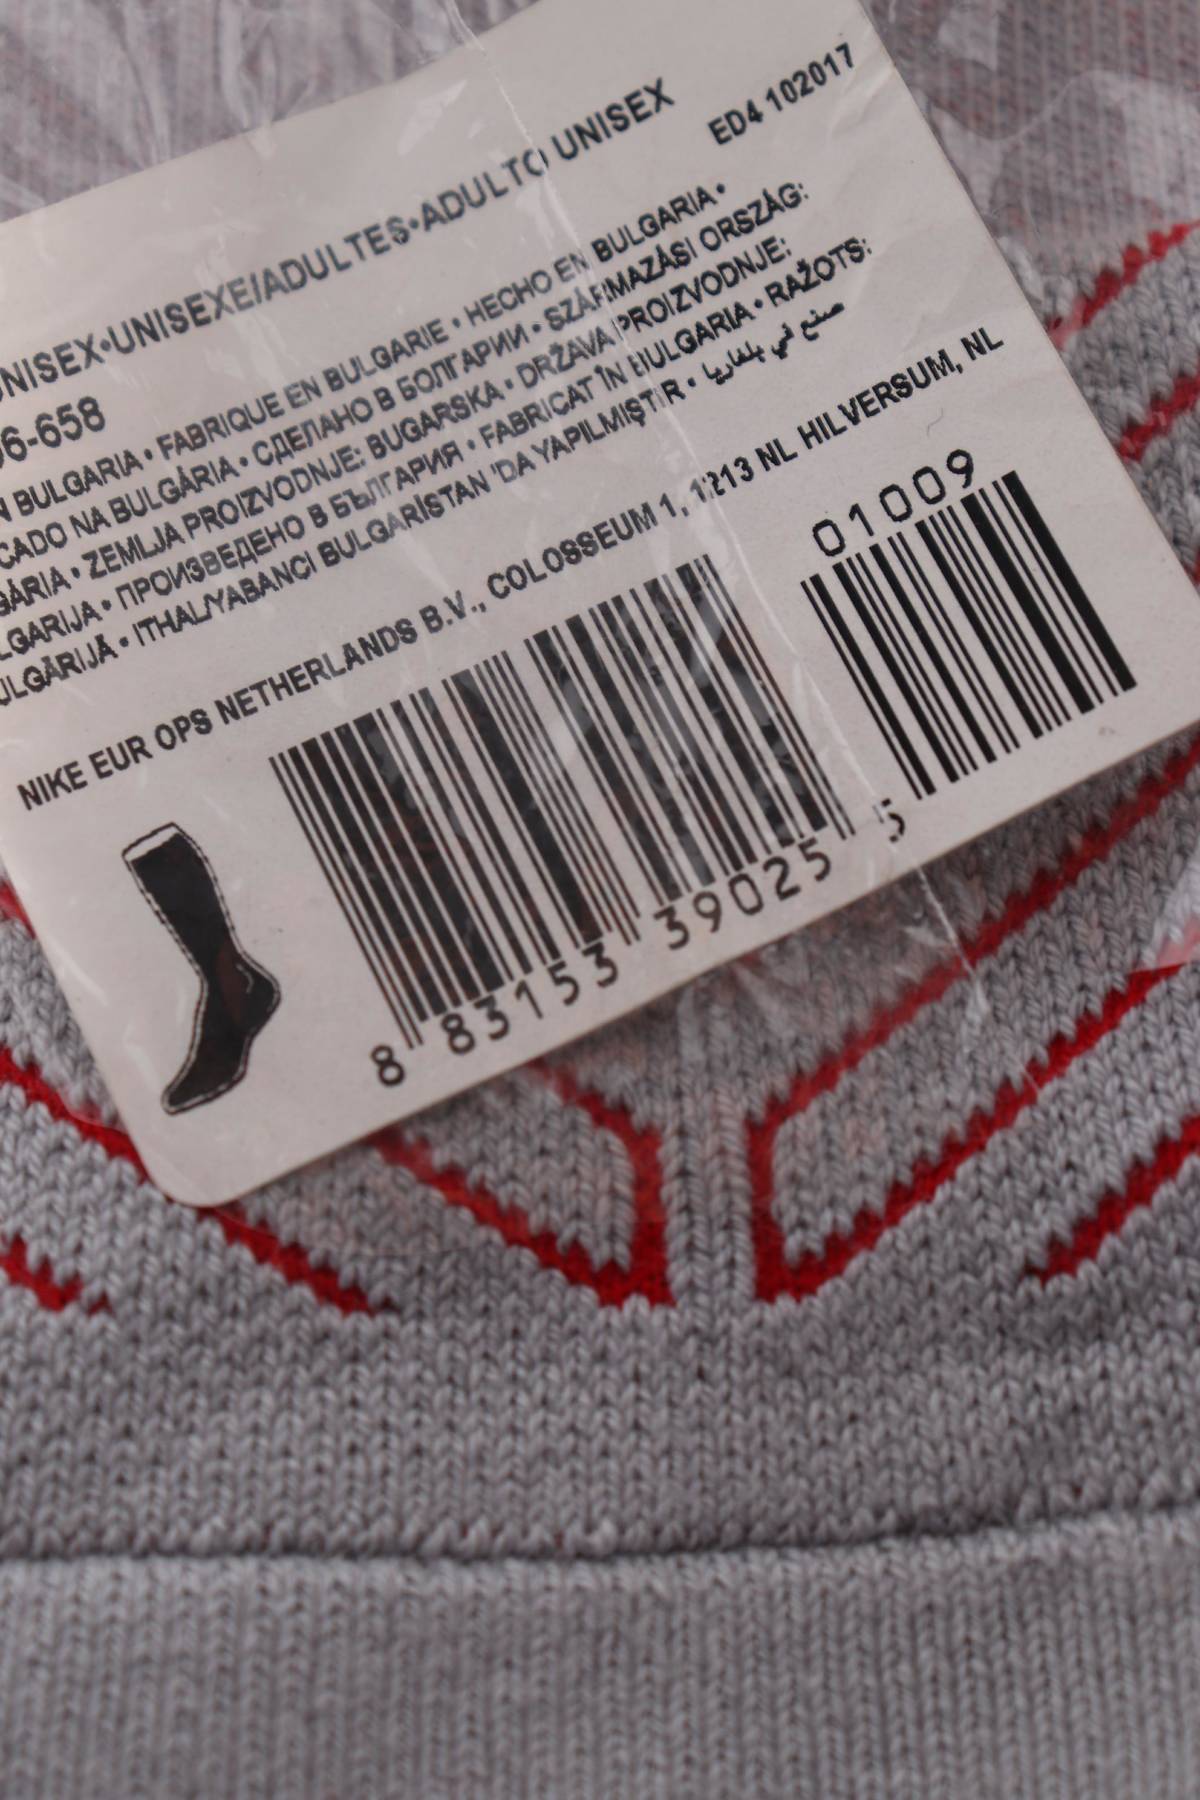 UNISEX•UNISEXE/ADULTES•ADULTO UNISEX
ED4 102017
06-658
N BULGARIA • FABRIQUE EN BULGARIE • HECHO EN BULGARIA •
CADO NA BULGÁRIA • СДЕЛАНО В БОЛГАРИИ • SZÁRMAZÁSI ORSZÁG:
GÁRIA • ZEMLJA PROIZVODNJE: BUGARSKA • DRŽAVA PROIZVODNJE:
LGARIJA • ПРОИЗВЕДЕНО В БЪЛГАРИЯ • FABRICAT ÎN BULGARIA • RAŽOTS:
ULGĀRIJĀ • ITHAL/YABANCI BULGARİSTAN 'DA YAPILMIŞTIR • صنع في بلغاريا
NIKE EUR OPS NETHERLANDS B.V., COLOSSEUM 1, 1213 NL HILVERSUM, NL
01009
8 83153 39025 5